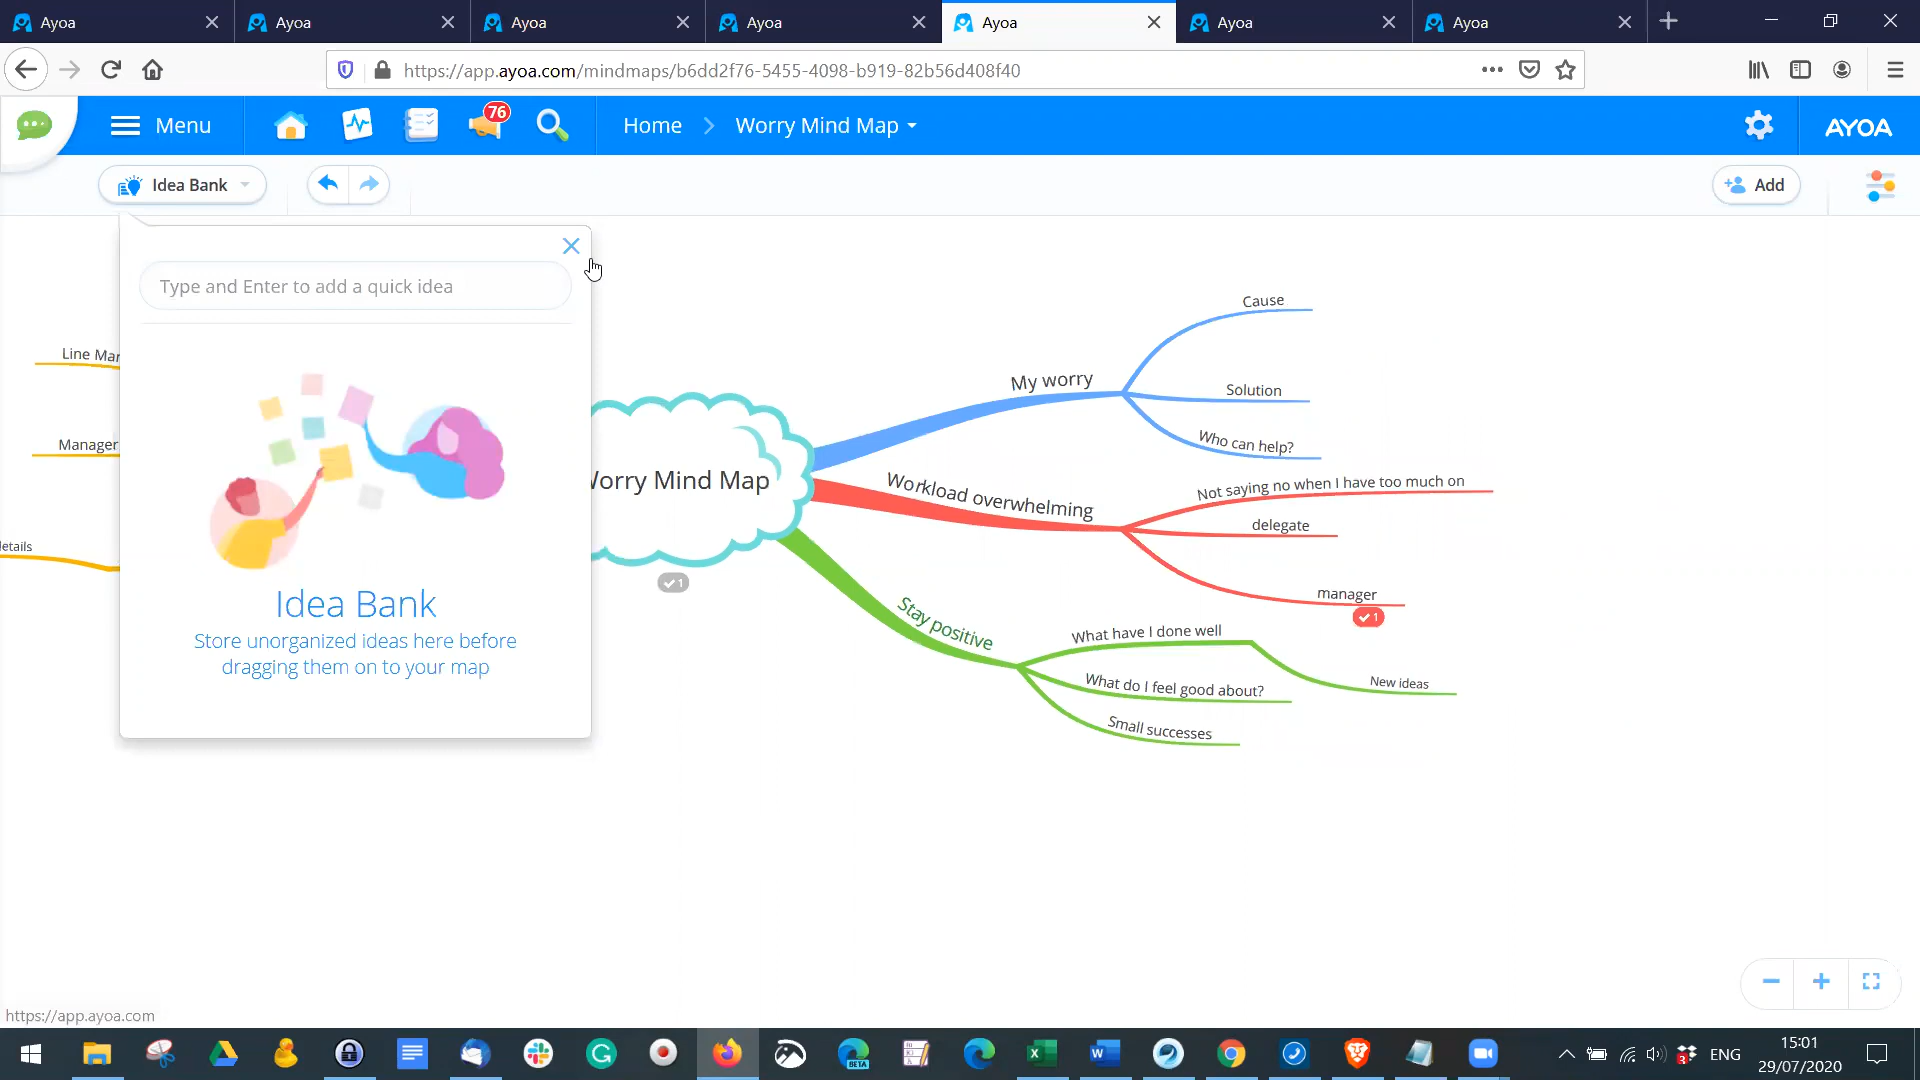 Ayoa
Ayoa
Ayoa
Ayoa
Ayoa
Ayoa
Ayoa
https://app.ayoa.com/mindmaps/b6dd2f76-5455-4098-b919-82b56d408f40
Menu
76
Home
Worry Mind Map
AYOA
Idea Bank
Add
Type and Enter to add a quick idea
Idea Bank
Store unorganized ideas here before
dragging them on to your map
Line Mar
Manager
etails
Worry Mind Map
1
My worry
Cause
Solution
Who can help?
Workload overwhelming
Not saying no when I have too much on
delegate
manager
1
Stay positive
What have I done well
New ideas
What do I feel good about?
Small successes
https://app.ayoa.com
BETA
3
ENG
15:01
29/07/2020